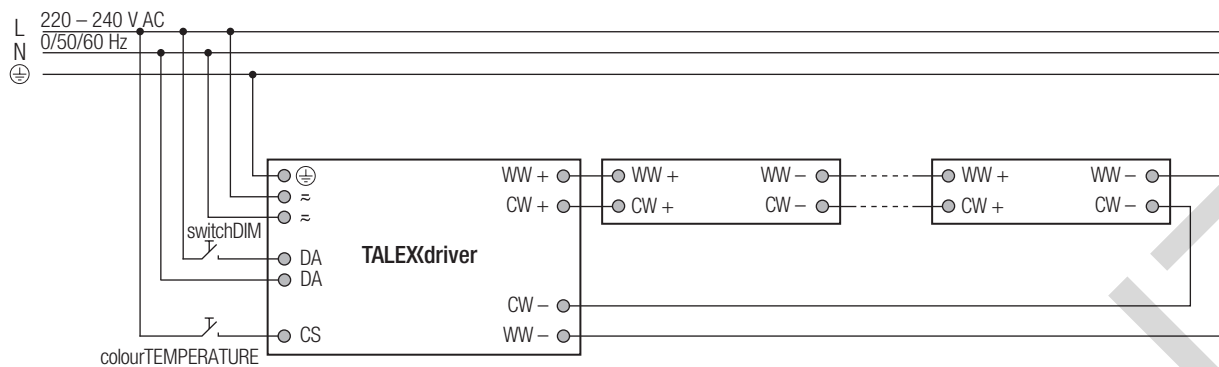 L 220 – 240 V AC
N 0/50/60 Hz
WW + WW + WW – WW + WW –
≂
CW + CW + CW – CW + CW –
≂
switchDIM
DA
TALEXXdriver
DA
CW –
CS
WW –
colourTEMPERATURE